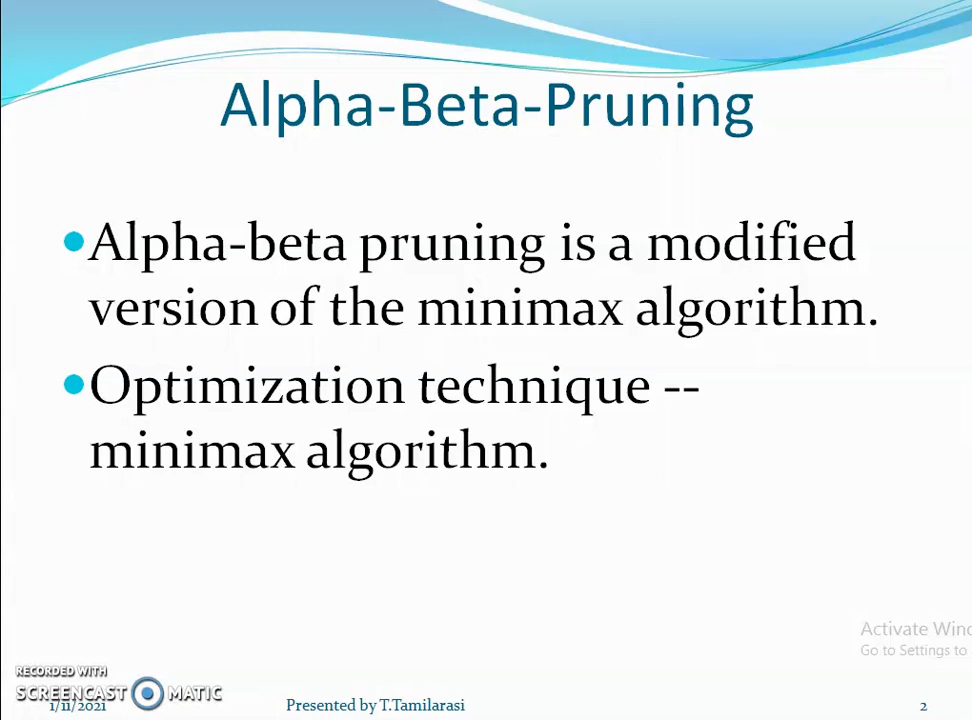 Alpha-Beta-Pruning
•Alpha-beta pruning is a modified
version of the minimax algorithm.
•Optimization technique --
minimax algorithm.
Activate Wind
Go to Settings to
RECORDED WITH
SCREENCAST MATIC
1/11/2021
Presented by T.Tamilarasi
2